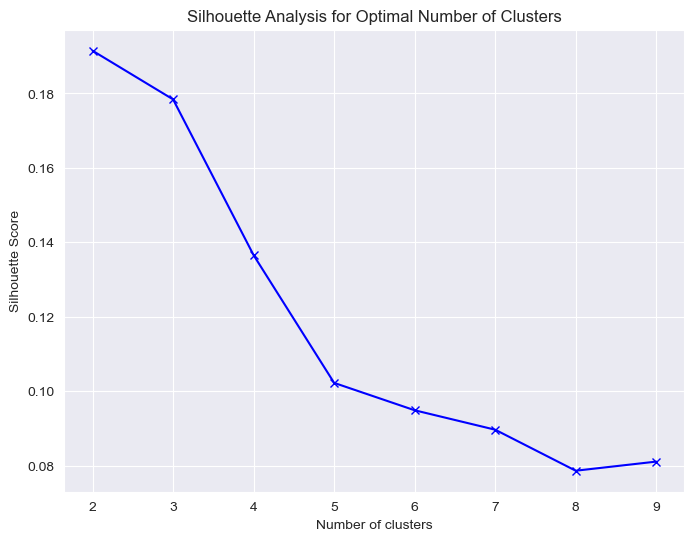 Silhouette Analysis for Optimal Number of Clusters
Silhouette Score
0.18
0.16
0.14
0.12
0.10
0.08
2 3 4 5 6 7 8 9
Number of clusters